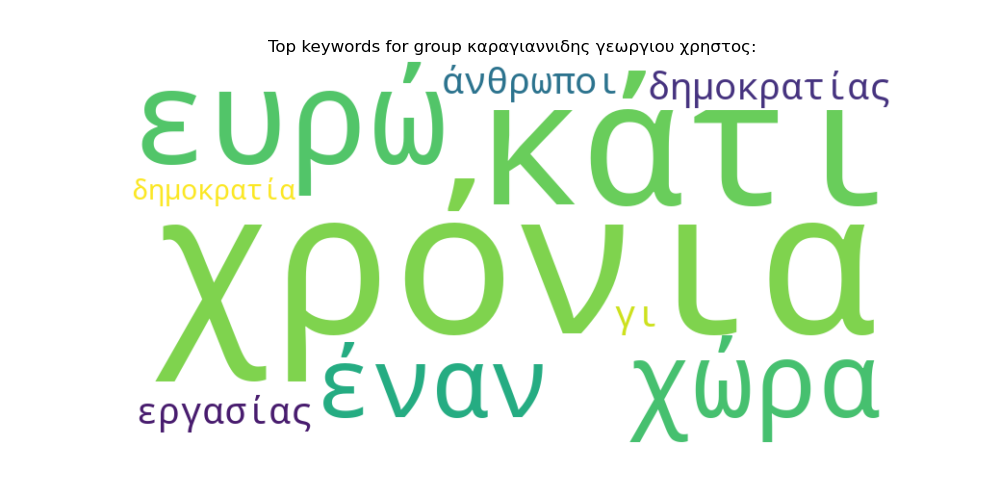 Top keywords for group καραγιαννιδης γεωργιου χρηστος:
ευρώ
άνθρωποι
δημοκρατίας
κάτι
δημοκρατία
χρόνια
γι
εργασίας
έναν
χώρα